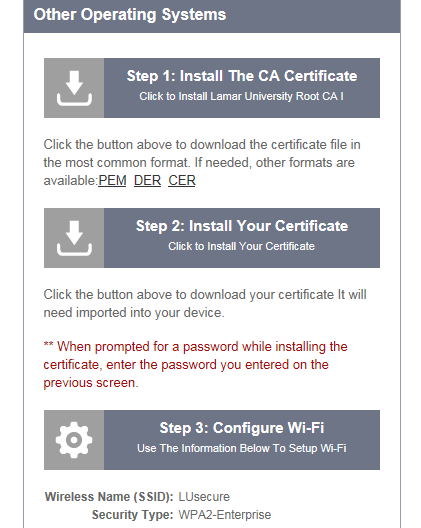 Other Operating Systems
Step 1: Install The CA Certificate
Click to Install Lamar University Root CA I
Click the button above to download the certificate file in
the most common format. If needed, other formats are
available:PEM DER CER
Step 2: Install Your Certificate
Click to Install Your Certificate
Click the button above to download your certificate It will
need imported into your device.
** When prompted for a password while installing the
certificate, enter the password you entered on the
previous screen.
Step 3: Configure Wi-Fi
Use The Information Below To Setup Wi-Fi
Wireless Name (SSID): LUsecure
Security Type: WPA2-Enterprise